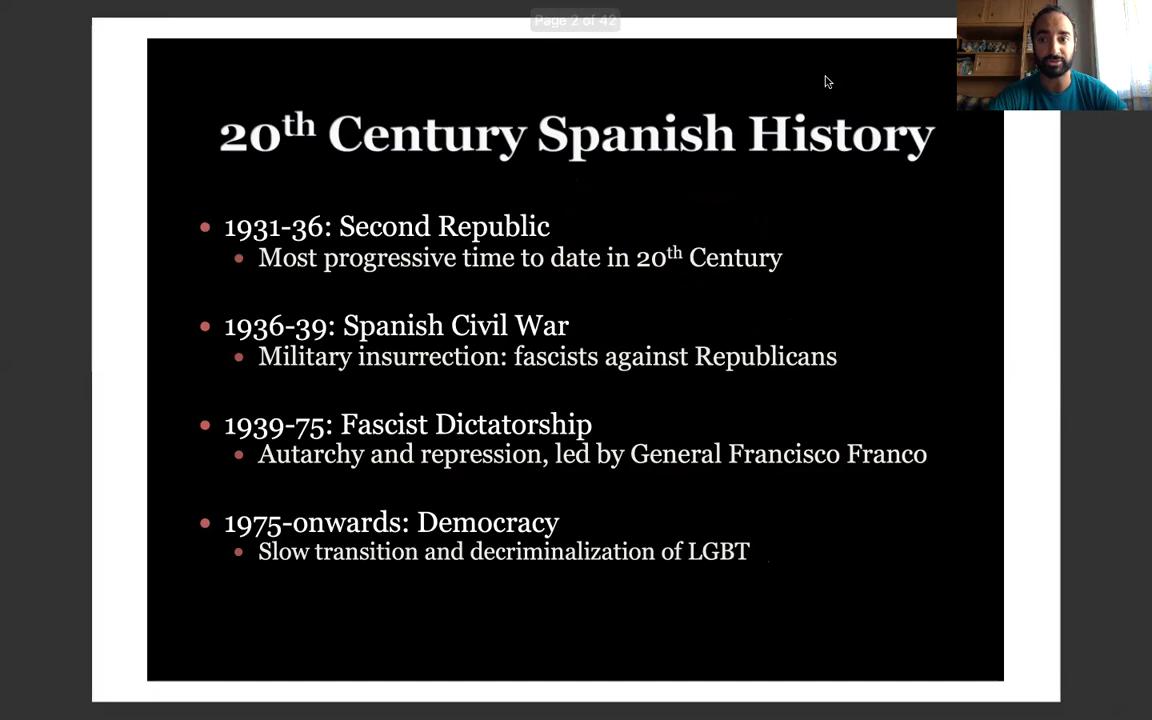 Page 2 of 42
20th Century Spanish History
• 1931-36: Second Republic
• Most progressive time to date in 20th Century
• 1936-39: Spanish Civil War
• Military insurrection: fascists against Republicans
• 1939-75: Fascist Dictatorship
• Autarchy and repression, led by General Francisco Franco
• 1975-onwards: Democracy
• Slow transition and decriminalization of LGBT